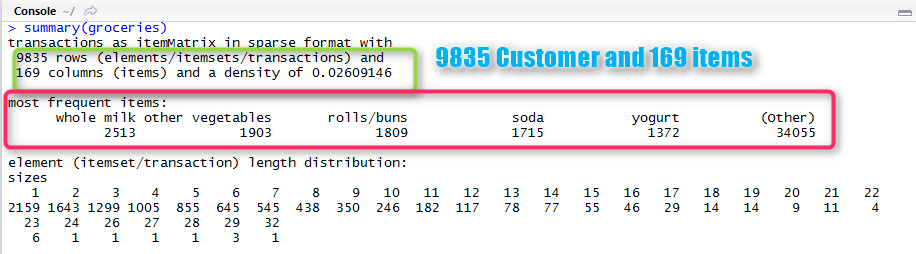 Console ~/
> summary(groceries)
transactions as itemMatrix in sparse format with
9835 rows (elements/itemsets/transactions) and
169 columns (items) and a density of 0.02609146
9835 Customer and 169 items
most frequent items:
whole milk other vegetables rolls/buns soda yogurt (Other)
2513 1903 1809 1715 1372 34055
element (itemset/transaction) length distribution:
sizes
1 2 3 4 5 6 7 8 9 10 11 12 13 14 15 16 17 18 19 20 21 22
2159 1643 1299 1005 855 645 545 438 350 246 182 117 78 77 55 46 29 14 14 9 11 4
23 24 26 27 28 29 32
6 1 1 1 1 3 1